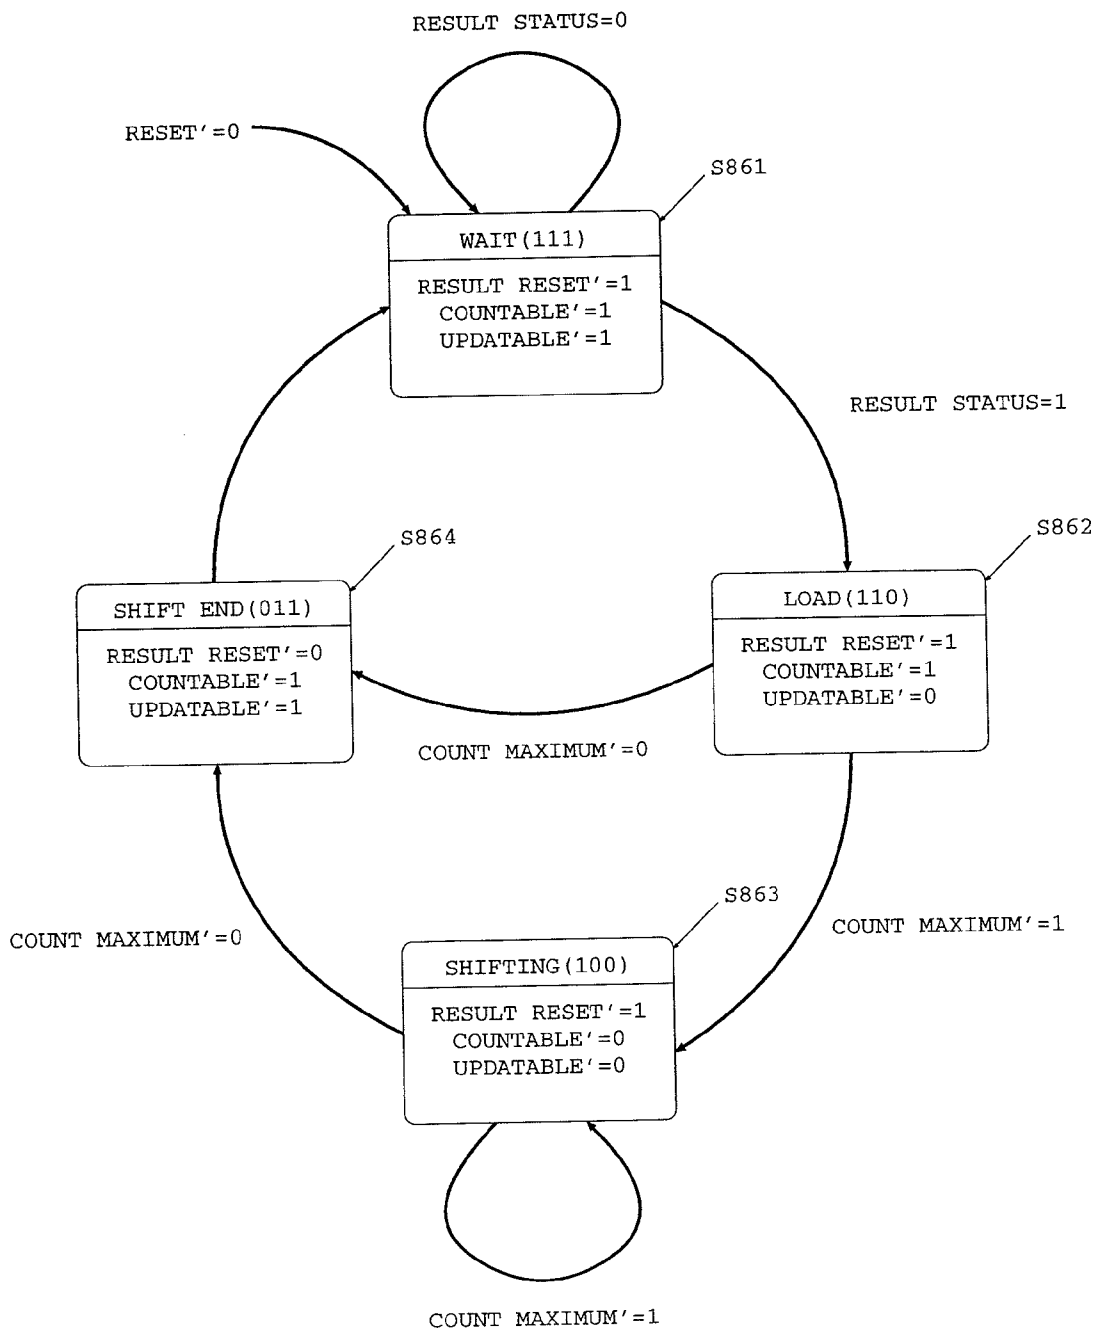 RESULT STATUS=0
RESET'=0
S861
WAIT(111)
RESULT RESET'=1
COUNTABLE'=1
UPDATABLE'=1
RESULT STATUS=1
S864
S862
SHIFT END(011)
RESULT RESET'=0
COUNTABLE'=1
UPDATABLE'=1
LOAD(110)
RESULT RESET'=1
COUNTABLE'=1
UPDATABLE'=0
COUNT MAXIMUM'=0
S863
COUNT MAXIMUM'=0
COUNT MAXIMUM'=1
SHIFTING(100)
RESULT RESET'=1
COUNTABLE'=0
UPDATABLE'=0
COUNT MAXIMUM'=1